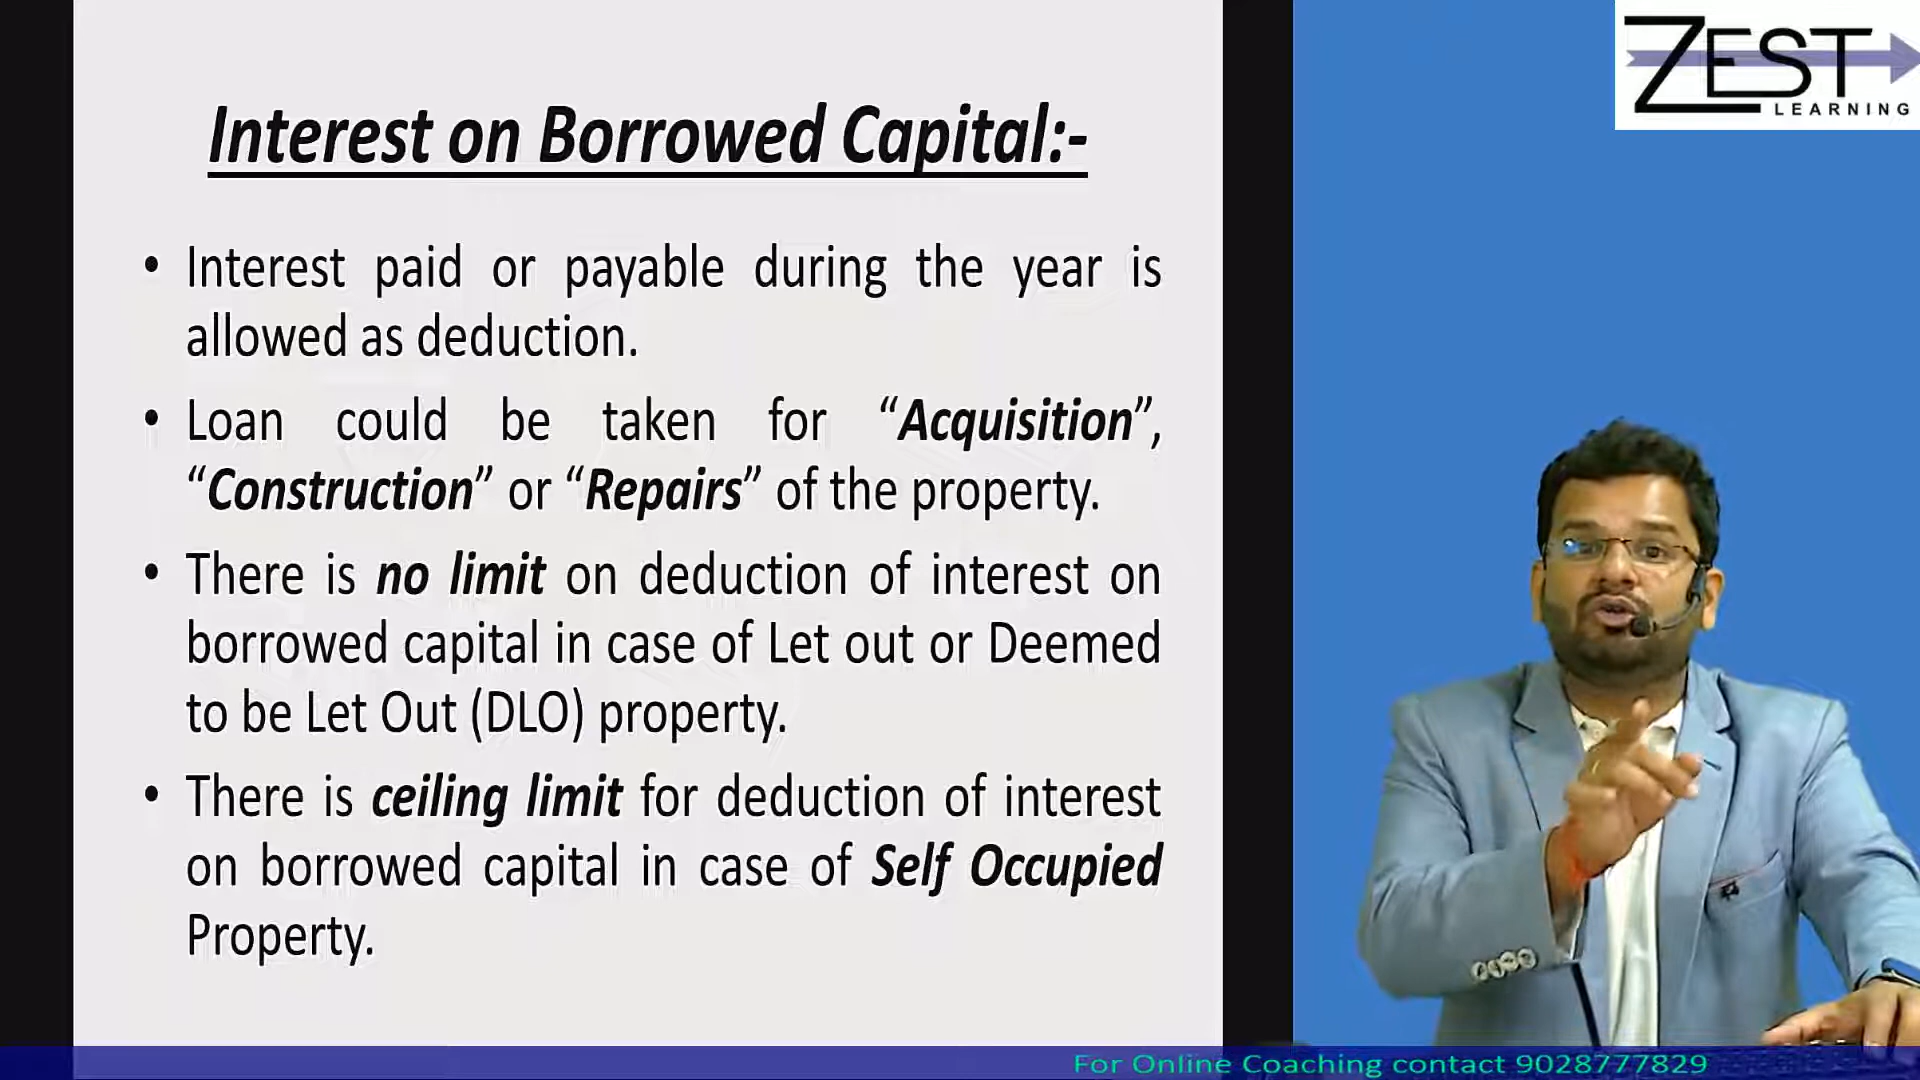 Interest on Borrowed Capital:-
• Interest paid or payable during the year is
allowed as deduction.
• Loan could be taken for “Acquisition”,
“Construction” or “Repairs” of the property.
• There is no limit on deduction of interest on
borrowed capital in case of Let out or Deemed
to be Let Out (DLO) property.
• There is ceiling limit for deduction of interest
on borrowed capital in case of Self Occupied
Property.
ZEST
LEARNING
For Online Coaching contact 9028777829